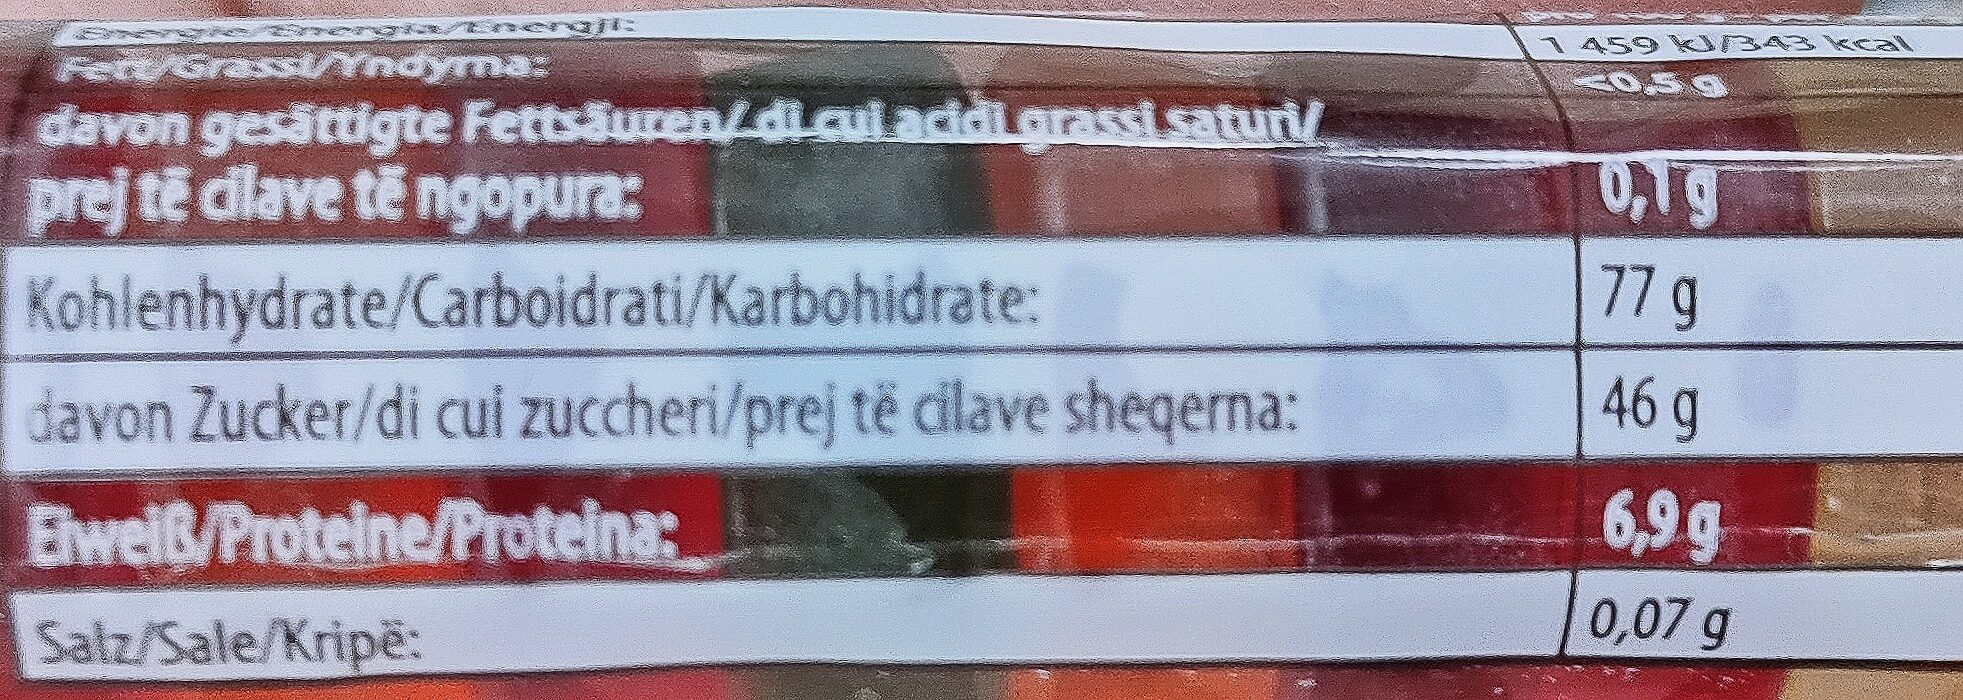 Energie/Energia/Energji: 1 459 kJ/343 kcal
Fett/Grassi/Yndyrna: <0,5 g
davon gesättigte Fettsäuren/ di cui acidi grassi saturi/
prej të cilave të ngopura: 0,1 g
Kohlenhydrate/Carboidrati/Karbohidrate: 77 g
davon Zucker/di cui zuccheri/prej të cilave sheqerna: 46 g
Eiweiß/Proteine/Proteina: 6,9 g
Salz/Sale/Kripë: 0,07 g